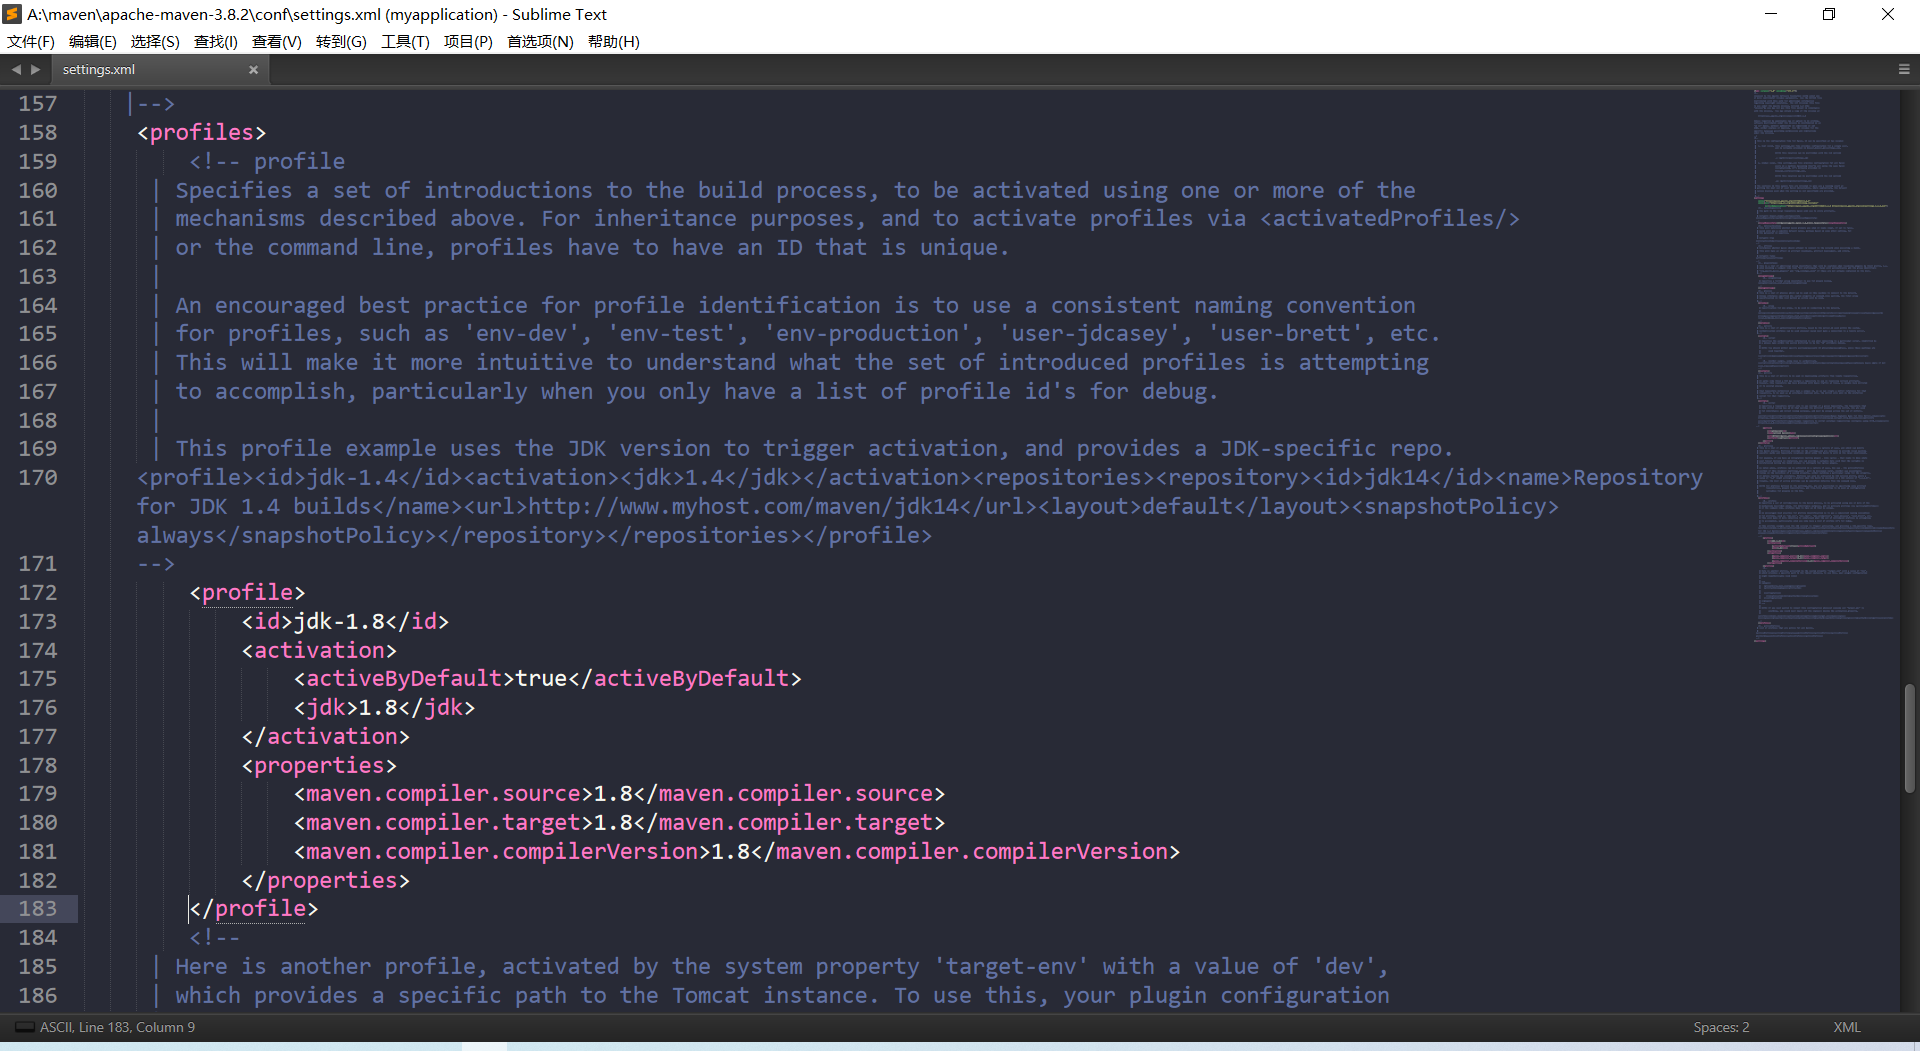 A:\maven\apache-maven-3.8.2\conf\settings.xml (myapplication) - Sublime Text
文件(F) 编辑(E) 选择(S) 查找(I) 查看(V) 转到(G) 工具(T) 项目(P) 首选项(N) 帮助(H)
settings.xml
157 |-->
158 <profiles>
159 <!-- profile
160 | Specifies a set of introductions to the build process, to be activated using one or more of the
161 | mechanisms described above. For inheritance purposes, and to activate profiles via <activatedProfiles/>
162 | or the command line, profiles have to have an ID that is unique.
163 |
164 | An encouraged best practice for profile identification is to use a consistent naming convention
165 | for profiles, such as 'env-dev', 'env-test', 'env-production', 'user-jdcasey', 'user-brett', etc.
166 | This will make it more intuitive to understand what the set of introduced profiles is attempting
167 | to accomplish, particularly when you only have a list of profile id's for debug.
168 |
169 | This profile example uses the JDK version to trigger activation, and provides a JDK-specific repo.
170 <profile><id>jdk-1.4</id><activation><jdk>1.4</jdk></activation><repositories><repository><id>jdk14</id><name>Repository
for JDK 1.4 builds</name><url>http://www.myhost.com/maven/jdk14</url><layout>default</layout><snapshotPolicy>
always</snapshotPolicy></repository></repositories></profile>
171 -->
172 <profile>
173 <id>jdk-1.8</id>
174 <activation>
175 <activeByDefault>true</activeByDefault>
176 <jdk>1.8</jdk>
177 </activation>
178 <properties>
179 <maven.compiler.source>1.8</maven.compiler.source>
180 <maven.compiler.target>1.8</maven.compiler.target>
181 <maven.compiler.compilerVersion>1.8</maven.compiler.compilerVersion>
182 </properties>
183 </profile>
184 <!--
185 | Here is another profile, activated by the system property 'target-env' with a value of 'dev',
186 | which provides a specific path to the Tomcat instance. To use this, your plugin configuration
ASCII, Line 183, Column 9 Spaces: 2 XML